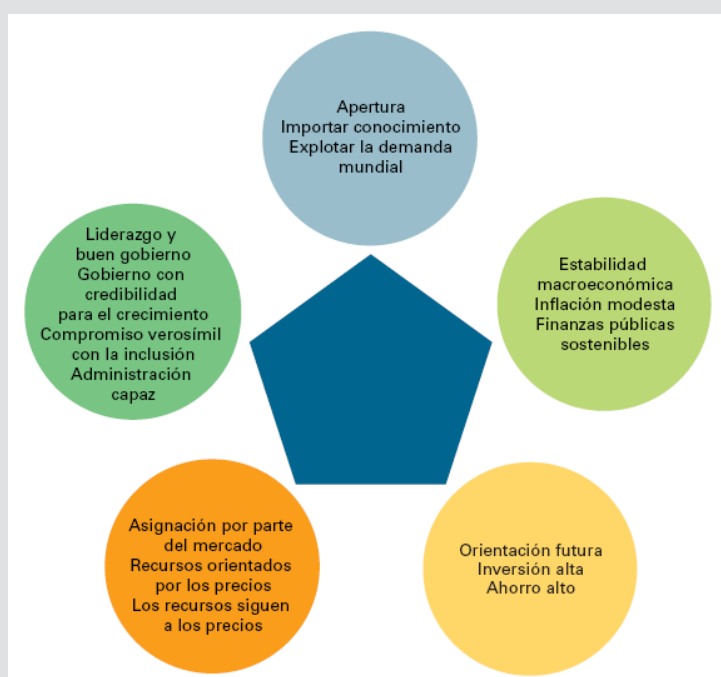 Apertura
Importar conocimiento
Explotar la demanda
mundial
Liderazgo y
buen gobierno
Gobierno con
credibilidad
para el crecimiento
Compromiso verosímil
con la inclusión
Administración
capaz
Estabilidad
macroeconómica
Inflación modesta
Finanzas públicas
sostenibles
Asignación por parte
del mercado
Recursos orientados
por los precios
Los recursos siguen
a los precios
Orientación futura
Inversión alta
Ahorro alto